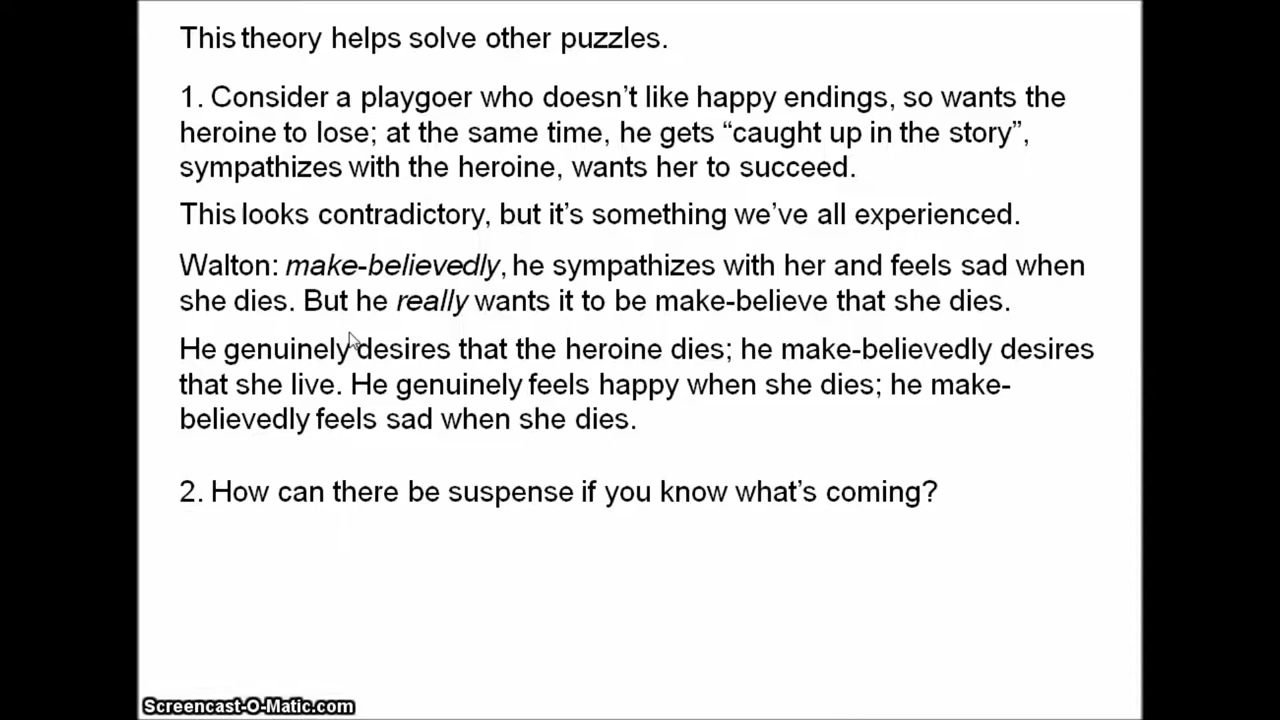 This theory helps solve other puzzles.
1. Consider a playgoer who doesn’t like happy endings, so wants the
heroine to lose; at the same time, he gets “caught up in the story”,
sympathizes with the heroine, wants her to succeed.
This looks contradictory, but it’s something we’ve all experienced.
Walton: make-believedly, he sympathizes with her and feels sad when
she dies. But he really wants it to be make-believe that she dies.
He genuinely desires that the heroine dies; he make-believedly desires
that she live. He genuinely feels happy when she dies; he make-
believedly feels sad when she dies.
2. How can there be suspense if you know what’s coming?
Screencast-O-Matic.com